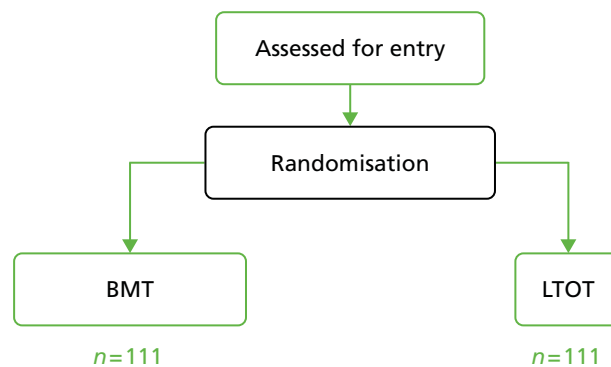 Assessed for entry
Randomisation
BMT
LTOT
n=111
n=111